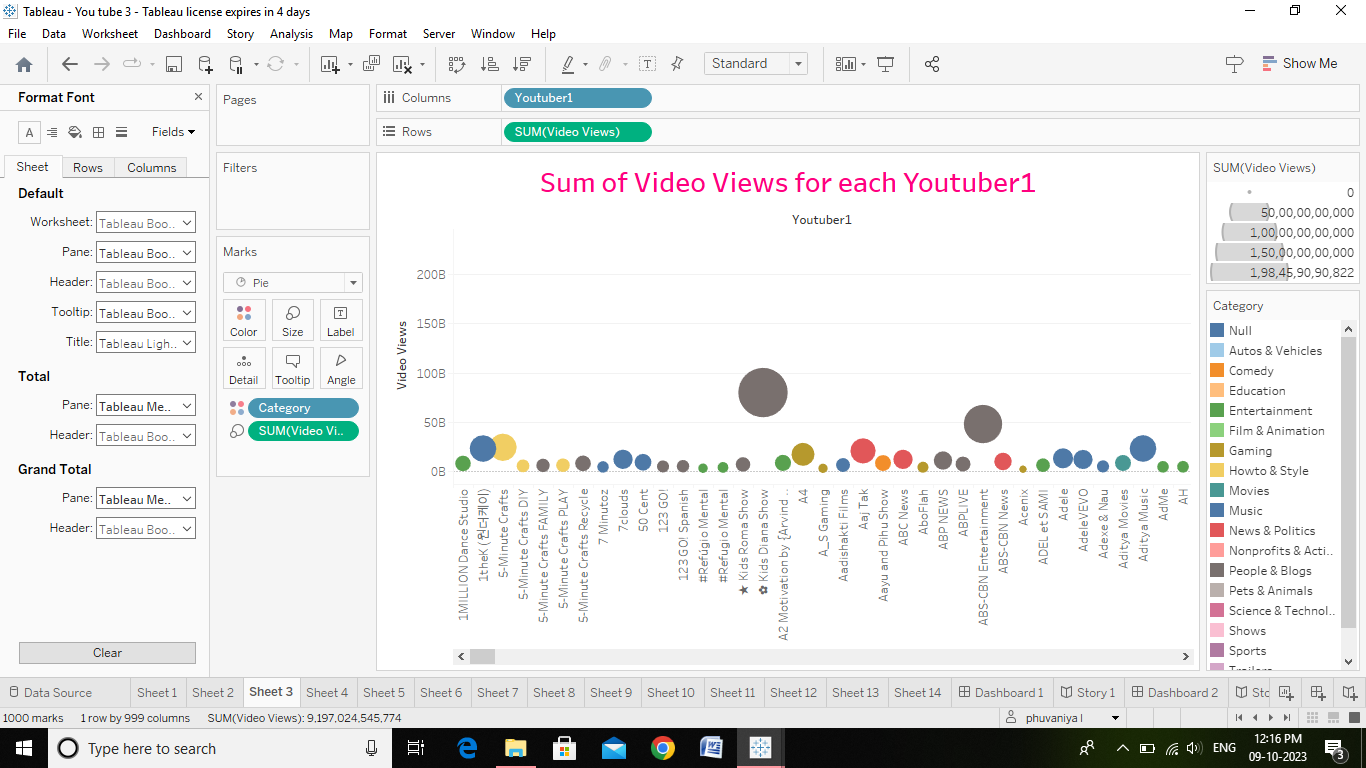 Tableau - You tube 3 - Tableau license expires in 4 days
File Data Worksheet Dashboard Story Analysis Map Format Server Window Help
Standard
Show Me
Format Font
Fields
Sheet Rows Columns
Default
Worksheet: Tableau Boo..
Pane: Tableau Boo..
Header: Tableau Boo..
Tooltip: Tableau Boo..
Title: Tableau Ligh..
Total
Pane: Tableau Me..
Header: Tableau Boo..
Grand Total
Pane: Tableau Me..
Header: Tableau Boo..
Clear
Pages
Filters
Marks
Pie
Color Size Label
Detail Tooltip Angle
Category
SUM(Video Vi..
Columns Youtuber1
Rows SUM(Video Views)
Sum of Video Views for each Youtuber1
Youtuber1
Video Views
200B
150B
100B
50B
0B
1MILLION Dance Studio
1theK (원더케이)
5-Minute Crafts
5-Minute Crafts DIY
5-Minute Crafts FAMILY
5-Minute Crafts PLAY
5-Minute Crafts Recycle
7 Minutoz
7clouds
50 Cent
123 GO!
123 GO! Spanish
#Refúgio Mental
#Refugio Mental
★ Kids Roma Show
✿ Kids Diana Show
A2 Motivation by {Arvind ..
A4
A_S Gaming
Aadishakti Films
Aaj Tak
Aayu and Pihu Show
ABC News
AboFlah
ABP NEWS
ABPLIVE
ABS-CBN Entertainment
ABS-CBN News
Acenix
ADEL et SAMI
Adele
AdeleVEVO
Adexe & Nau
Aditya Movies
Aditya Music
AdMe
AH
SUM(Video Views)
0
50,00,00,00,000
1,00,00,00,00,000
1,50,00,00,00,000
1,98,45,90,90,822
Category
Null
Autos & Vehicles
Comedy
Education
Entertainment
Film & Animation
Gaming
Howto & Style
Movies
Music
News & Politics
Nonprofits & Acti..
People & Blogs
Pets & Animals
Science & Technol..
Shows
Sports
Trailers
Data Source Sheet 1 Sheet 2 Sheet 3 Sheet 4 Sheet 5 Sheet 6 Sheet 7 Sheet 8 Sheet 9 Sheet 10 Sheet 11 Sheet 12 Sheet 13 Sheet 14 Dashboard 1 Story 1 Dashboard 2 Sto
1000 marks 1 row by 999 columns SUM(Video Views): 9,197,024,545,774 phuvaniya l
Type here to search
ENG
12:16 PM
09-10-2023
3